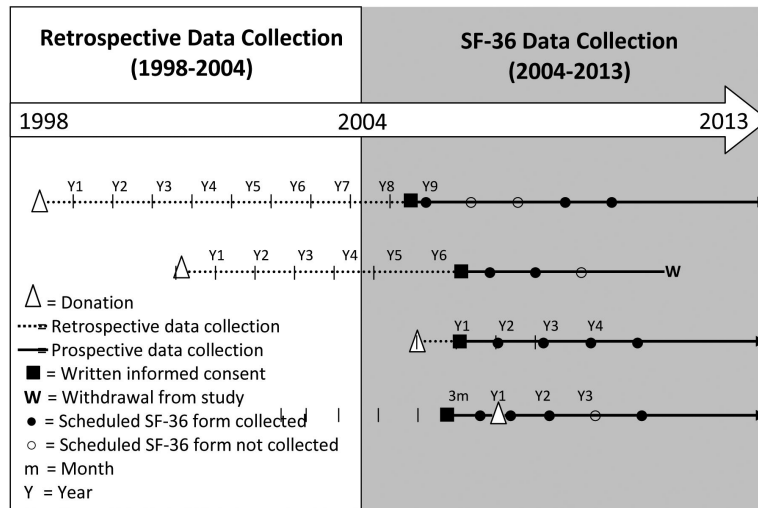 Retrospective Data Collection
(1998-2004)
SF-36 Data Collection
(2004-2013)
1998 2004 2013
Y1 Y2 Y3 Y4 Y5 Y6 Y7 Y8 Y9
Y1 Y2 Y3 Y4 Y5 Y6
W
= Donation
= Retrospective data collection
Y1 Y2 Y3 Y4
= Prospective data collection
= Written informed consent
W = Withdrawal from study
3m Y1 Y2 Y3
= Scheduled SF-36 form collected
= Scheduled SF-36 form not collected
m = Month
Y = Year